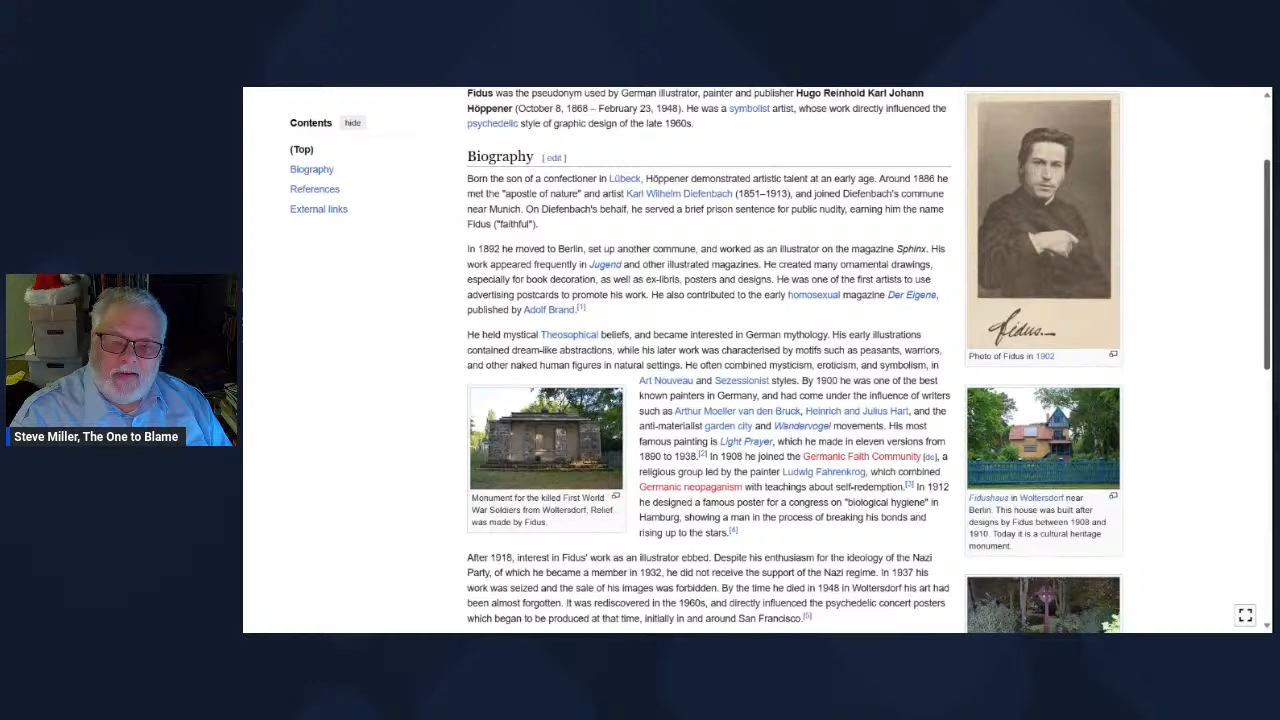 Fidus was the pseudonym used by German illustrator, painter and publisher Hugo Reinhold Karl Johann
Höppener (October 8, 1868 – February 23, 1948). He was a symbolist artist, whose work directly influenced the
psychedelic style of graphic design of the late 1960s.
Contents hide
(Top)
Biography
References
External links
Biography [ edit ]
Born the son of a confectioner in Lübeck, Höppener demonstrated artistic talent at an early age. Around 1886 he
met the "apostle of nature" and artist Karl Wilhelm Diefenbach (1851–1913), and joined Diefenbach's commune
near Munich. On Diefenbach's behalf, he served a brief prison sentence for public nudity, earning him the name
Fidus ("faithful").
In 1892 he moved to Berlin, set up another commune, and worked as an illustrator on the magazine Sphinx. His
work appeared frequently in Jugend and other illustrated magazines. He created many ornamental drawings,
especially for book decoration, as well as ex-libris, posters and designs. He was one of the first artists to use
advertising postcards to promote his work. He also contributed to the early homosexual magazine Der Eigene,
published by Adolf Brand.[1]
He held mystical Theosophical beliefs, and became interested in German mythology. His early illustrations
contained dream-like abstractions, while his later work was characterised by motifs such as peasants, warriors,
and other naked human figures in natural settings. He often combined mysticism, eroticism, and symbolism, in
Art Nouveau and Sezessionist styles. By 1900 he was one of the best
known painters in Germany, and had come under the influence of writers
such as Arthur Moeller van den Bruck, Heinrich and Julius Hart, and the
anti-materialist garden city and Wandervogel movements. His most
famous painting is Light Prayer, which he made in eleven versions from
1890 to 1938.[2] In 1908 he joined the Germanic Faith Community [de], a
religious group led by the painter Ludwig Fahrenkrog, which combined
Germanic neopaganism with teachings about self-redemption.[3] In 1912
he designed a famous poster for a congress on "biological hygiene" in
Hamburg, showing a man in the process of breaking his bonds and
rising up to the stars.[4]
Monument for the killed First World
War Soldiers from Woltersdorf, Relief
was made by Fidus.
After 1918, interest in Fidus' work as an illustrator ebbed. Despite his enthusiasm for the ideology of the Nazi
Party, of which he became a member in 1932, he did not receive the support of the Nazi regime. In 1937 his
work was seized and the sale of his images was forbidden. By the time he died in 1948 in Woltersdorf his art had
been almost forgotten. It was rediscovered in the 1960s, and directly influenced the psychedelic concert posters
which began to be produced at that time, initially in and around San Francisco.[5]
fidus.
Photo of Fidus in 1902
Fidushaus in Woltersdorf near
Berlin. This house was built after
designs by Fidus between 1908 and
1910. Today it is a cultural heritage
monument.
Steve Miller, The One to Blame